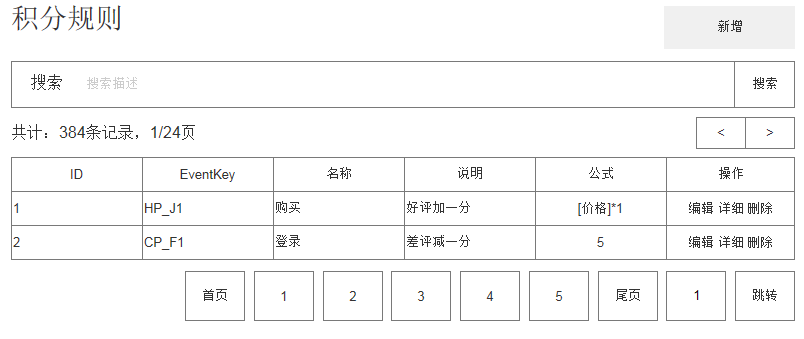 积分规则 新增
搜索 搜索描述 搜索
共计：384条记录，1/24页 < >
ID EventKey 名称 说明 公式 操作
1 HP_J1 购买 好评加一分 [价格]*1 编辑 详细 删除
2 CP_F1 登录 差评减一分 5 编辑 详细 删除
首页 1 2 3 4 5 尾页 1 跳转